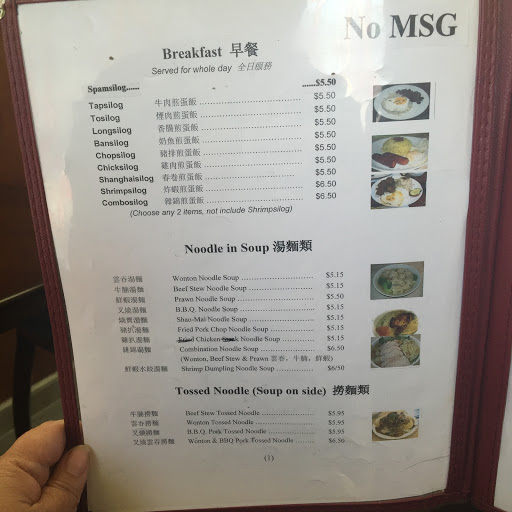 No MSG
Breakfast 早餐
Served for whole day 全日服務
Spamsilog ......$5.50
Tapsilog 牛肉煎蛋飯 $5.50
Tosilog 煙肉煎蛋飯 $5.50
Longsilog 香腸煎蛋飯 $5.50
Bansilog 奶魚煎蛋飯 $5.50
Chopsilog 豬排煎蛋飯 $5.50
Chicksilog 雞肉煎蛋飯 $5.50
Shanghaisilog 春卷煎蛋飯 $5.50
Shrimpsilog 炸蝦煎蛋飯 $6.50
Combosilog 雜錦煎蛋飯 $6.50
(Choose any 2 items, not include Shrimpsilog)
Noodle in Soup 湯麵類
雲吞湯麵 Wonton Noodle Soup $5.15
牛腩湯麵 Beef Stew Noodle Soup $5.15
鮮蝦湯麵 Prawn Noodle Soup $5.50
叉燒湯麵 B.B.Q. Noodle Soup $5.15
燒賣湯麵 Shao-Mai Noodle Soup $5.15
豬扒湯麵 Fried Pork Chop Noodle Soup $5.15
雞扒湯麵 Chicken Noodle Soup $5.15
雜錦湯麵 Combination Noodle Soup $6.50
(Wonton, Beef Stew & Prawn 雲吞, 牛腩, 鮮蝦)
鮮蝦水餃湯麵 Shrimp Dumpling Noodle Soup $6/50
Tossed Noodle (Soup on side) 撈麵類
牛腩撈麵 Beef Stew Tossed Noodle $5.95
雲吞撈麵 Wonton Tossed Noodle $5.95
叉燒撈麵 B.B.Q. Pork Tossed Noodle $5.95
叉燒雲吞撈麵 Wonton & BBQ Pork Tossed Noodle $6.50
(1)